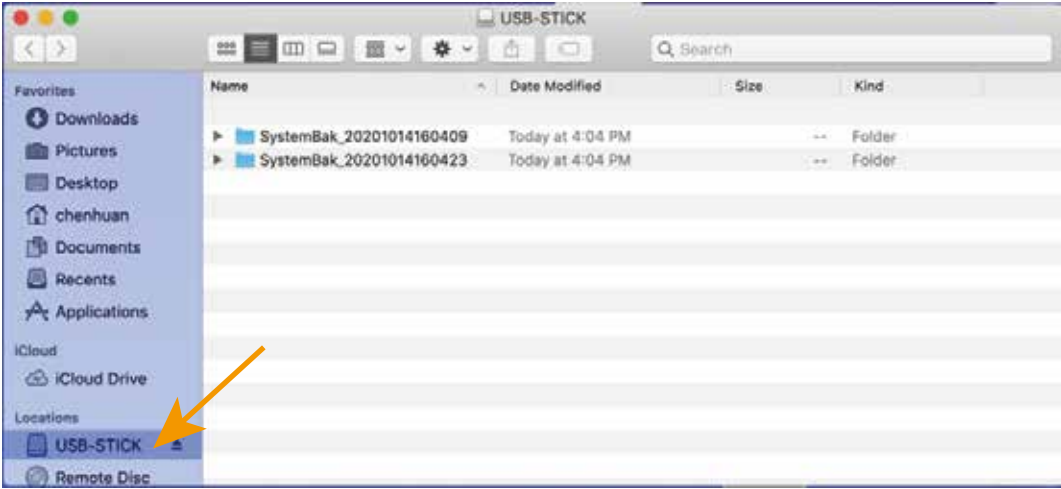 USB-STICK
Search
Favorites
Downloads
Pictures
Desktop
chenhuan
Documents
Recents
Applications
iCloud
iCloud Drive
Locations
USB-STICK
Remote Disc
Name Date Modified Size Kind
SystemBak_20201014160409 Today at 4:04 PM -- Folder
SystemBak_20201014160423 Today at 4:04 PM -- Folder